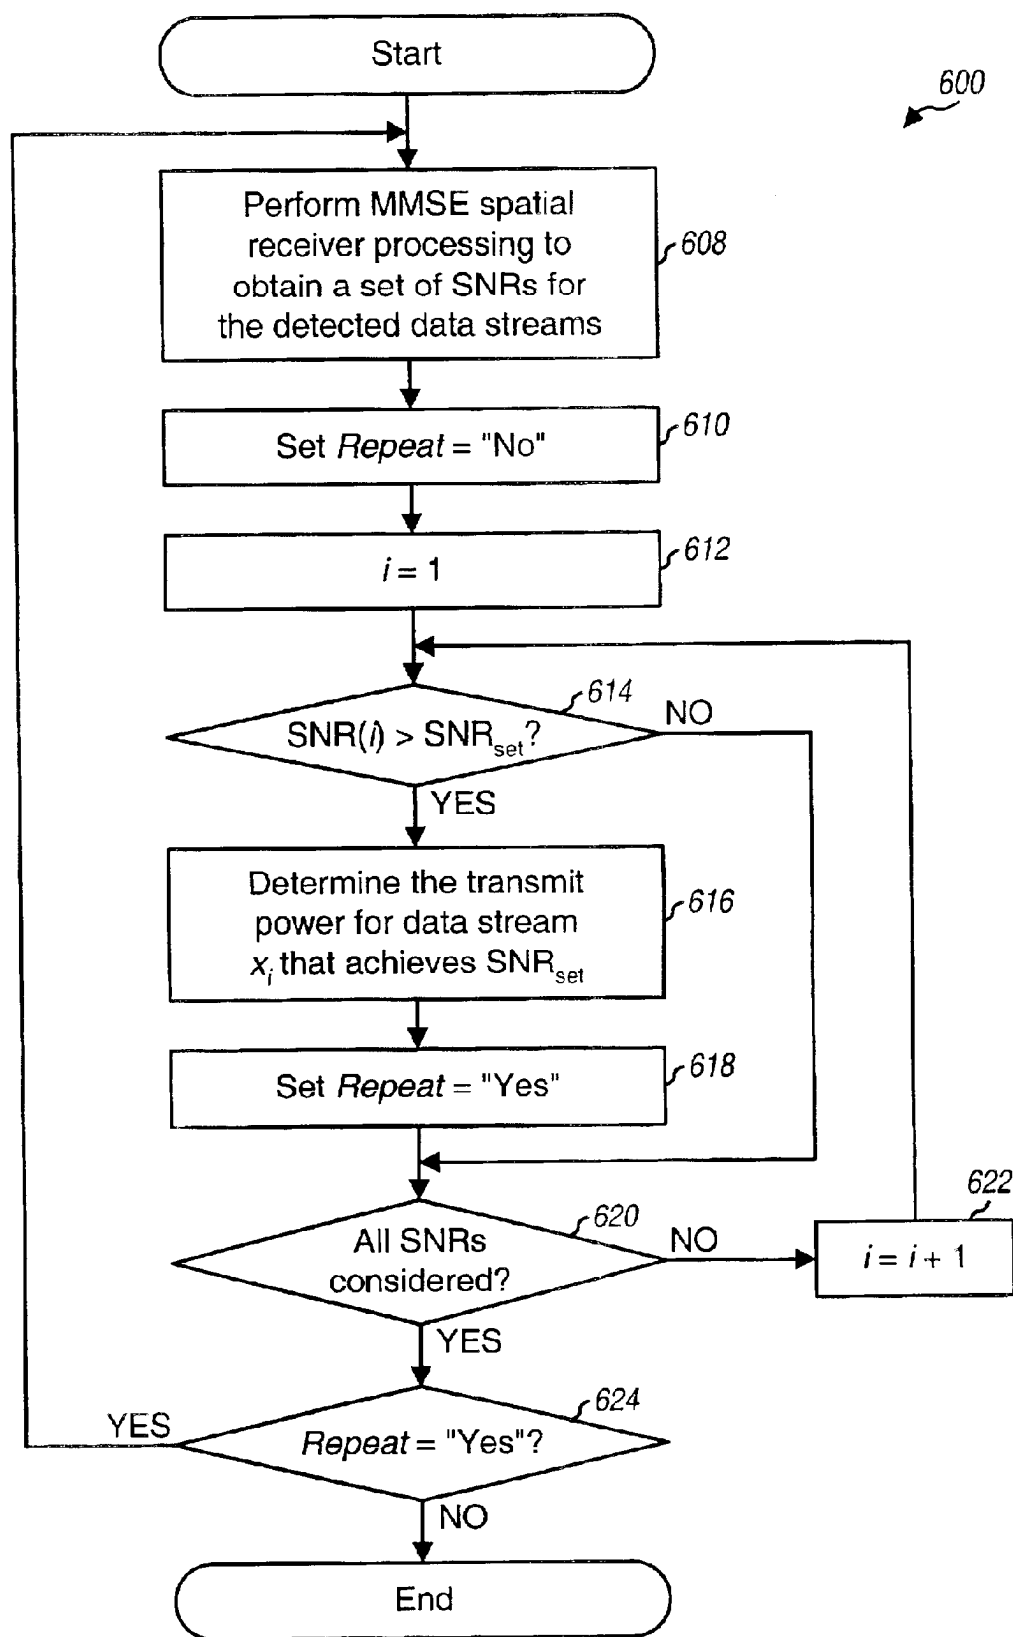 Start
600
Perform MMSE spatial
receiver processing to
obtain a set of SNRs for
the detected data streams
608
Set Repeat = "No"
610
i = 1
612
614
SNR(i) > SNRset?
NO
YES
Determine the transmit
power for data stream
xi that achieves SNRset
616
Set Repeat = "Yes"
618
620
All SNRs
considered?
NO
622
i = i + 1
YES
624
YES
Repeat = "Yes"?
NO
End